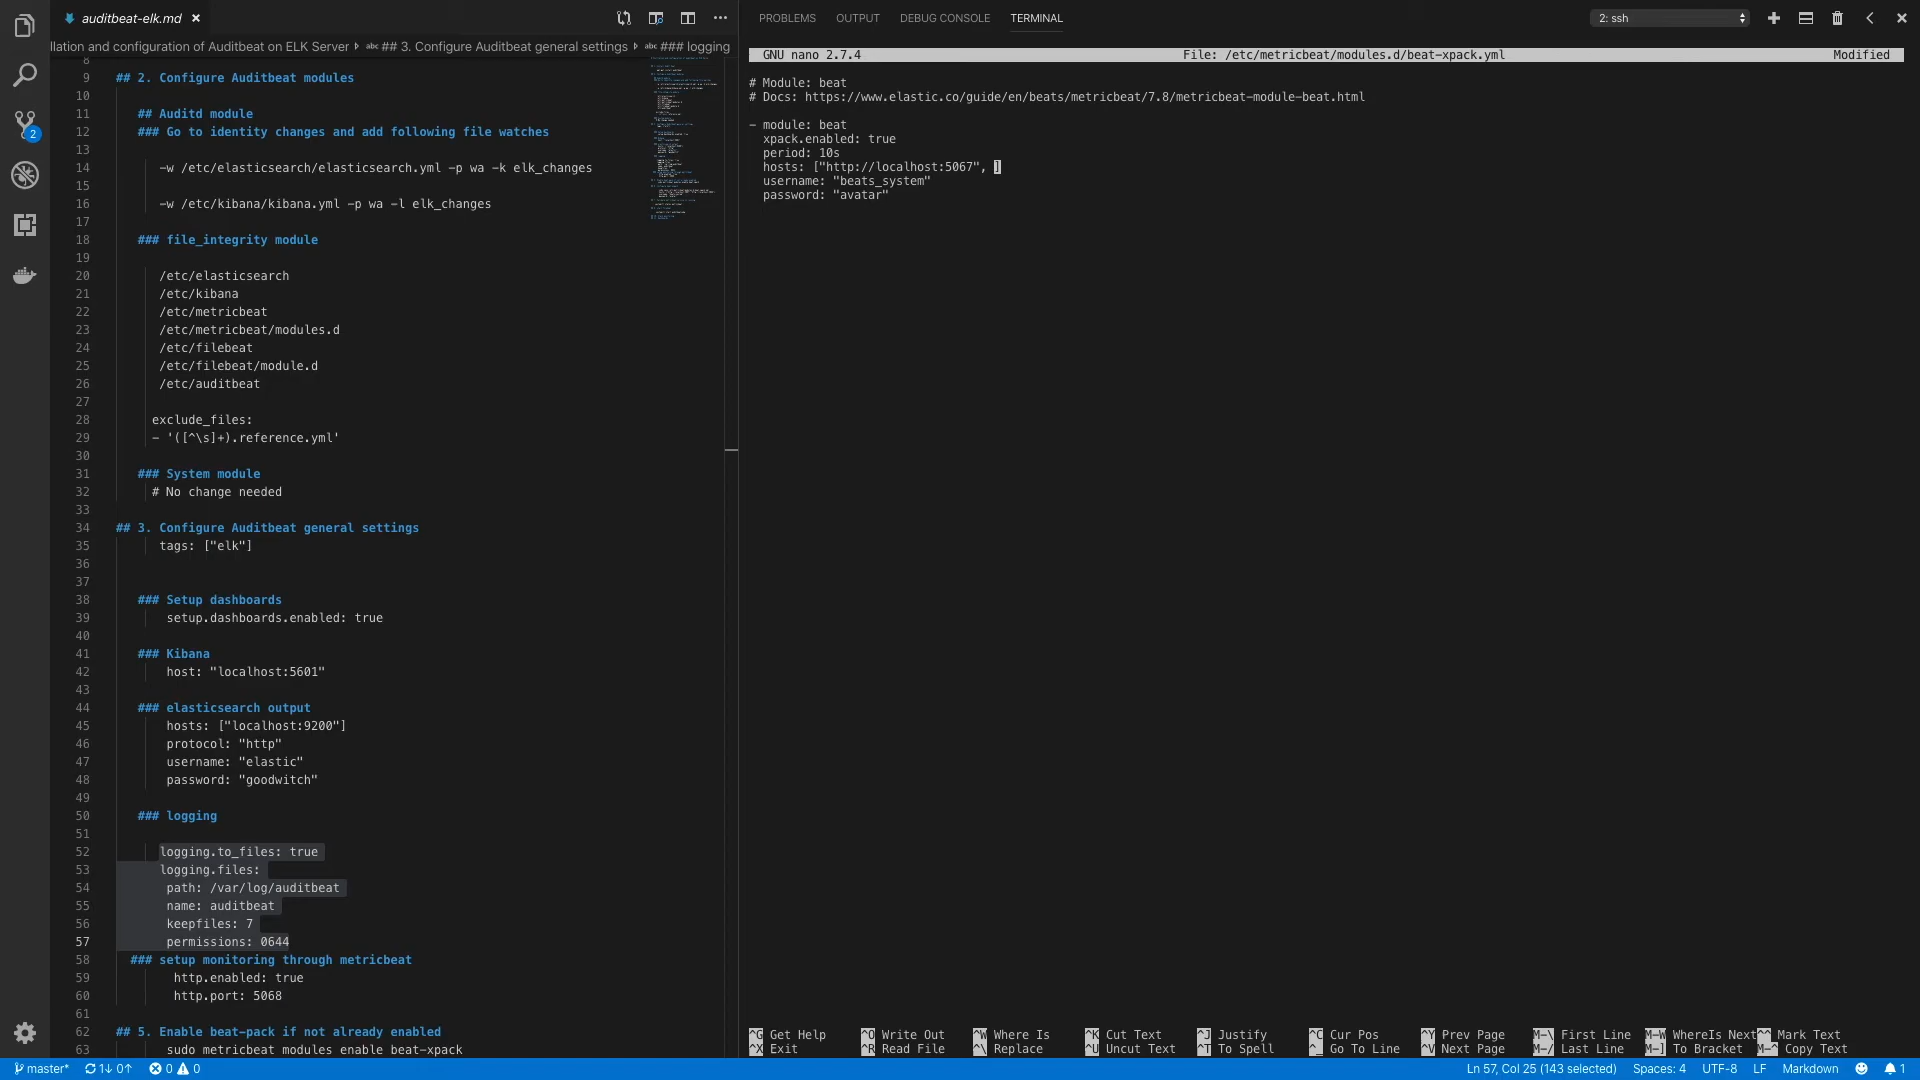 auditbeat-elk.md
llation and configuration of Auditbeat on ELK Server ## 3. Configure Auditbeat general settings ### logging
8
9 ## 2. Configure Auditbeat modules
10
11 ## Auditd module
12 ### Go to identity changes and add following file watches
13
14 -w /etc/elasticsearch/elasticsearch.yml -p wa -k elk_changes
15
16 -w /etc/kibana/kibana.yml -p wa -l elk_changes
17
18 ### file_integrity module
19
20 /etc/elasticsearch
21 /etc/kibana
22 /etc/metricbeat
23 /etc/metricbeat/modules.d
24 /etc/filebeat
25 /etc/filebeat/module.d
26 /etc/auditbeat
27
28 exclude_files:
29 - '([^\s]+).reference.yml'
30
31 ### System module
32 # No change needed
33
34 ## 3. Configure Auditbeat general settings
35 tags: ["elk"]
36
37
38 ### Setup dashboards
39 setup.dashboards.enabled: true
40
41 ### Kibana
42 host: "localhost:5601"
43
44 ### elasticsearch output
45 hosts: ["localhost:9200"]
46 protocol: "http"
47 username: "elastic"
48 password: "goodwitch"
49
50 ### logging
51
52 logging.to_files: true
53 logging.files:
54 path: /var/log/auditbeat
55 name: auditbeat
56 keepfiles: 7
57 permissions: 0644
58 ### setup monitoring through metricbeat
59 http.enabled: true
60 http.port: 5068
61
62 ## 5. Enable beat-pack if not already enabled
63 sudo metricbeat modules enable beat-xpack
2
PROBLEMS OUTPUT DEBUG CONSOLE TERMINAL 2: ssh
GNU nano 2.7.4 File: /etc/metricbeat/modules.d/beat-xpack.yml Modified
# Module: beat
# Docs: https://www.elastic.co/guide/en/beats/metricbeat/7.8/metricbeat-module-beat.html
- module: beat
xpack.enabled: true
period: 10s
hosts: ["http://localhost:5067", ]
username: "beats_system"
password: "avatar"
^G Get Help ^O Write Out ^W Where Is ^K Cut Text ^J Justify ^C Cur Pos ^Y Prev Page M-\ First Line M-W WhereIs Next ^^ Mark Text
^X Exit ^R Read File ^\ Replace ^U Uncut Text ^T To Spell ^_ Go To Line ^V Next Page M-/ Last Line M-] To Bracket M-^ Copy Text
master* 1↓ 0↑ 0 0 Ln 57, Col 25 (143 selected) Spaces: 4 UTF-8 LF Markdown 1